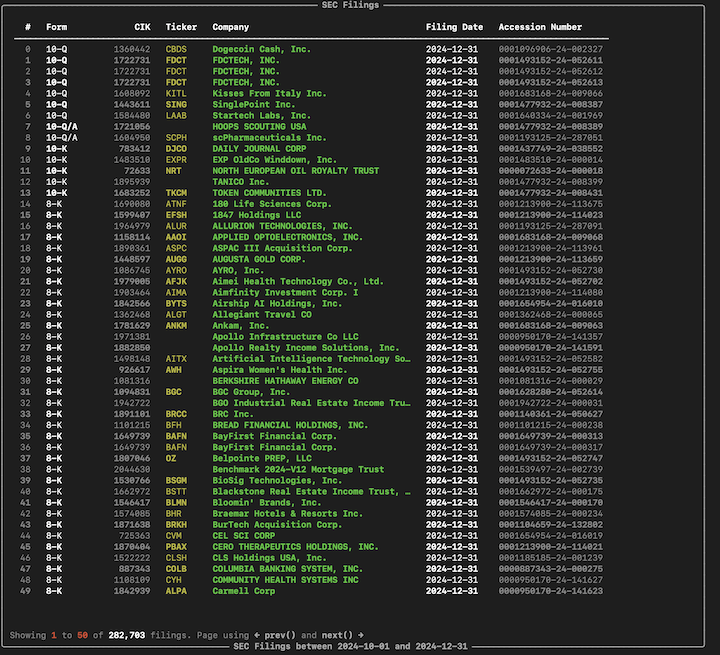 SEC Filings
# Form CIK Ticker Company Filing Date Accession Number
0 10-Q 1360442 CBDS Dogecoin Cash, Inc. 2024-12-31 0001096906-24-002327
1 10-Q 1722731 FDCT FDCTECH, INC. 2024-12-31 0001493152-24-052611
2 10-Q 1722731 FDCT FDCTECH, INC. 2024-12-31 0001493152-24-052612
3 10-Q 1722731 FDCT FDCTECH, INC. 2024-12-31 0001493152-24-052613
4 10-Q 1608092 KITL Kisses From Italy Inc. 2024-12-31 0001683168-24-009066
5 10-Q 1443611 SING SinglePoint Inc. 2024-12-31 0001477932-24-008387
6 10-Q 1584480 LAAB Startech Labs, Inc. 2024-12-31 0001640334-24-001969
7 10-Q/A 1721056 HOOPS SCOUTING USA 2024-12-31 0001477932-24-008389
8 10-Q/A 1604950 SCPH scPharmaceuticals Inc. 2024-12-31 0001193125-24-287051
9 10-K 783412 DJCO DAILY JOURNAL CORP 2024-12-31 0001437749-24-038552
10 10-K 1483510 EXPR EXP OldCo Winddown, Inc. 2024-12-31 0001483510-24-000014
11 10-K 72633 NRT NORTH EUROPEAN OIL ROYALTY TRUST 2024-12-31 0000072633-24-000018
12 10-K 1895939 TANICO Inc. 2024-12-31 0001477932-24-008399
13 10-K 1683252 TKCM TOKEN COMMUNITIES LTD. 2024-12-31 0001477932-24-008431
14 8-K 1690080 ATNF 180 Life Sciences Corp. 2024-12-31 0001213900-24-113675
15 8-K 1599407 EFSH 1847 Holdings LLC 2024-12-31 0001213900-24-114023
16 8-K 1964979 ALUR ALLURION TECHNOLOGIES, INC. 2024-12-31 0001193125-24-287091
17 8-K 1158114 AAOI APPLIED OPTOELECTRONICS, INC. 2024-12-31 0001683168-24-009068
18 8-K 1890361 ASPC ASPAC III Acquisition Corp. 2024-12-31 0001213900-24-113961
19 8-K 1448597 AUGG AUGUSTA GOLD CORP. 2024-12-31 0001213900-24-113659
20 8-K 1086745 AYRO AYRO, Inc. 2024-12-31 0001493152-24-052730
21 8-K 1979005 AFJK Aimei Health Technology Co., Ltd. 2024-12-31 0001493152-24-052702
22 8-K 1903464 AIMA Aimfinity Investment Corp. I 2024-12-31 0001213900-24-114080
23 8-K 1842566 BYTS Airship AI Holdings, Inc. 2024-12-31 0001654954-24-016010
24 8-K 1362468 ALGT Allegiant Travel CO 2024-12-31 0001362468-24-000065
25 8-K 1781629 ANKM Ankam, Inc. 2024-12-31 0001683168-24-009063
26 8-K 1971381 Apollo Infrastructure Co LLC 2024-12-31 0000950170-24-141357
27 8-K 1882850 Apollo Realty Income Solutions, Inc. 2024-12-31 0000950170-24-141591
28 8-K 1498148 AITX Artificial Intelligence Technology So… 2024-12-31 0001493152-24-052582
29 8-K 926617 AWH Aspira Women's Health Inc. 2024-12-31 0001493152-24-052755
30 8-K 1081316 BERKSHIRE HATHAWAY ENERGY CO 2024-12-31 0001081316-24-000029
31 8-K 1094831 BGC BGC Group, Inc. 2024-12-31 0001628280-24-052614
32 8-K 1942722 BGO Industrial Real Estate Income Tru… 2024-12-31 0001942722-24-000031
33 8-K 1891101 BRCC BRC Inc. 2024-12-31 0001140361-24-050627
34 8-K 1101215 BFH BREAD FINANCIAL HOLDINGS, INC. 2024-12-31 0001101215-24-000238
35 8-K 1649739 BAFN BayFirst Financial Corp. 2024-12-31 0001649739-24-000313
36 8-K 1649739 BAFN BayFirst Financial Corp. 2024-12-31 0001649739-24-000317
37 8-K 1807046 OZ Belpointe PREP, LLC 2024-12-31 0001493152-24-052747
38 8-K 2044630 Benchmark 2024-V12 Mortgage Trust 2024-12-31 0001539497-24-002739
39 8-K 1530766 BSGM BioSig Technologies, Inc. 2024-12-31 0001493152-24-052735
40 8-K 1662972 BSTT Blackstone Real Estate Income Trust, … 2024-12-31 0001662972-24-000175
41 8-K 1546417 BLMN Bloomin' Brands, Inc. 2024-12-31 0001546417-24-000170
42 8-K 1574085 BHR Braemar Hotels & Resorts Inc. 2024-12-31 0001574085-24-000234
43 8-K 1871638 BRKH BurTech Acquisition Corp. 2024-12-31 0001104659-24-132802
44 8-K 725363 CVM CEL SCI CORP 2024-12-31 0001654954-24-016019
45 8-K 1870404 PBAX CERO THERAPEUTICS HOLDINGS, INC. 2024-12-31 0001213900-24-114021
46 8-K 1522222 CLSH CLS Holdings USA, Inc. 2024-12-31 0001185185-24-001239
47 8-K 887343 COLB COLUMBIA BANKING SYSTEM, INC. 2024-12-31 0000887343-24-000275
48 8-K 1108109 CYH COMMUNITY HEALTH SYSTEMS INC 2024-12-31 0000950170-24-141627
49 8-K 1842939 ALPA Carmell Corp 2024-12-31 0000950170-24-141623
Showing 1 to 50 of 282,703 filings. Page using ← prev() and next() →
SEC Filings between 2024-10-01 and 2024-12-31